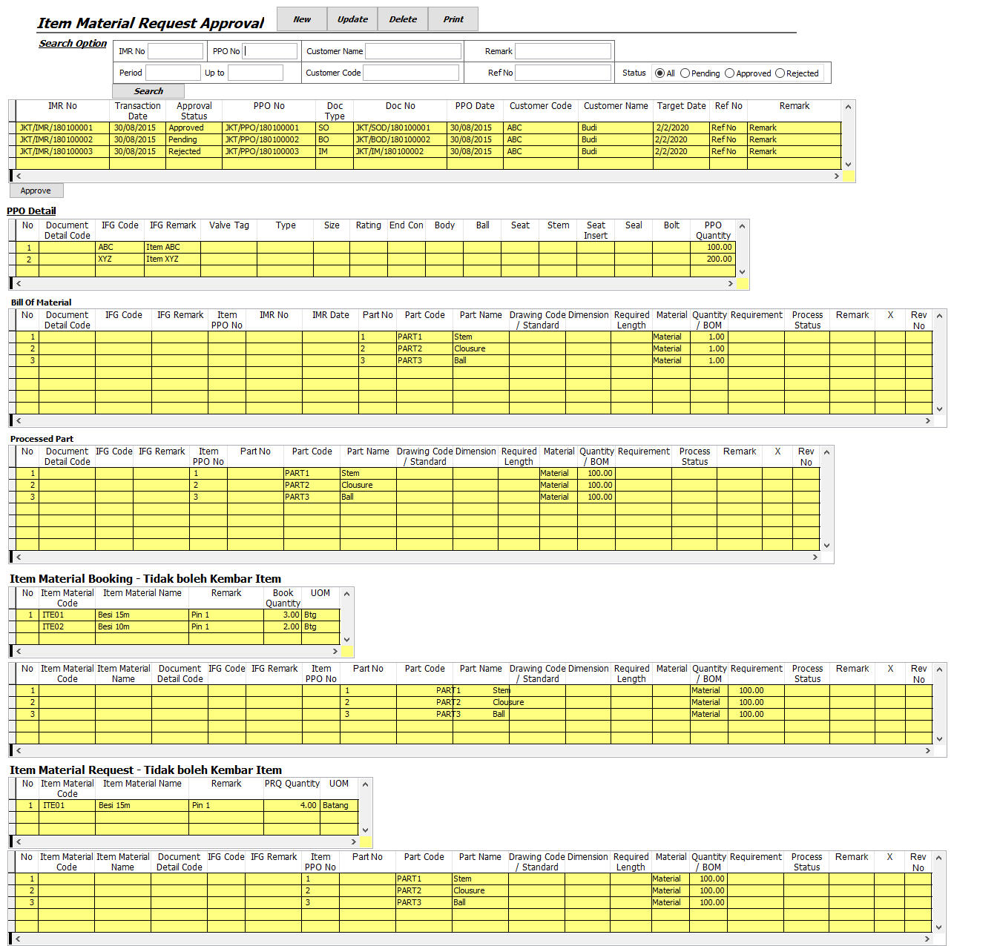 Item Material Request Approval
New Update Delete Print
Search Option
IMR No PPO No Customer Name Remark
Period Up to Customer Code Ref No Status All Pending Approved Rejected
Search
IMR No Transaction Date Approval Status PPO No Doc Type Doc No PPO Date Customer Code Customer Name Target Date Ref No Remark
JKT/IMR/180100001 30/08/2015 Approved JKT/PPO/180100001 SO JKT/SOD/180100001 30/08/2015 ABC Budi 2/2/2020 Ref No Remark
JKT/IMR/180100002 30/08/2015 Pending JKT/PPO/180100002 BO JKT/BOD/180100002 30/08/2015 ABC Budi 2/2/2020 Ref No Remark
JKT/IMR/180100003 30/08/2015 Rejected JKT/PPO/180100003 IM JKT/IM/180100002 30/08/2015 ABC Budi 2/2/2020 Ref No Remark
Approve
PPO Detail
No Document Detail Code IFG Code IFG Remark Valve Tag Type Size Rating End Con Body Ball Seat Stem Seat Insert Seal Bolt PPO Quantity
1 ABC Item ABC 100.00
2 XYZ Item XYZ 200.00
Bill Of Material
No Document Detail Code IFG Code IFG Remark Item PPO No IMR No IMR Date Part No Part Code Part Name Drawing Code / Standard Dimension Required Length Material Quantity / BOM Requirement Process Status Remark X Rev No
1 1 PART1 Stem Material 1.00
2 2 PART2 Clousure Material 1.00
3 3 PART3 Ball Material 1.00
Processed Part
No Document Detail Code IFG Code IFG Remark Item PPO No Part No Part Code Part Name Drawing Code / Standard Dimension Required Length Material Quantity / BOM Requirement Process Status Remark X Rev No
1 1 PART1 Stem Material 100.00
2 2 PART2 Clousure Material 100.00
3 3 PART3 Ball Material 100.00
Item Material Booking - Tidak boleh Kembar Item
No Item Material Code Item Material Name Remark Book Quantity UOM
1 ITE01 Besi 15m Pin 1 3.00 Btg
ITE02 Besi 10m Pin 1 2.00 Btg
No Item Material Code Item Material Name Document Detail Code IFG Code IFG Remark Item PPO No Part No Part Code Part Name Drawing Code / Standard Dimension Required Length Material Quantity / BOM Requirement Process Status Remark X Rev No
1 1 PART1 Stem Material 100.00
2 2 PART2 Clousure Material 100.00
3 3 PART3 Ball Material 100.00
Item Material Request - Tidak boleh Kembar Item
No Item Material Code Item Material Name Remark PRQ Quantity UOM
1 ITE01 Besi 15m Pin 1 4.00 Batang
No Item Material Code Item Material Name Document Detail Code IFG Code IFG Remark Item PPO No Part No Part Code Part Name Drawing Code / Standard Dimension Required Length Material Quantity / BOM Requirement Process Status Remark X Rev No
1 1 PART1 Stem Material 100.00
2 2 PART2 Clousure Material 100.00
3 3 PART3 Ball Material 100.00